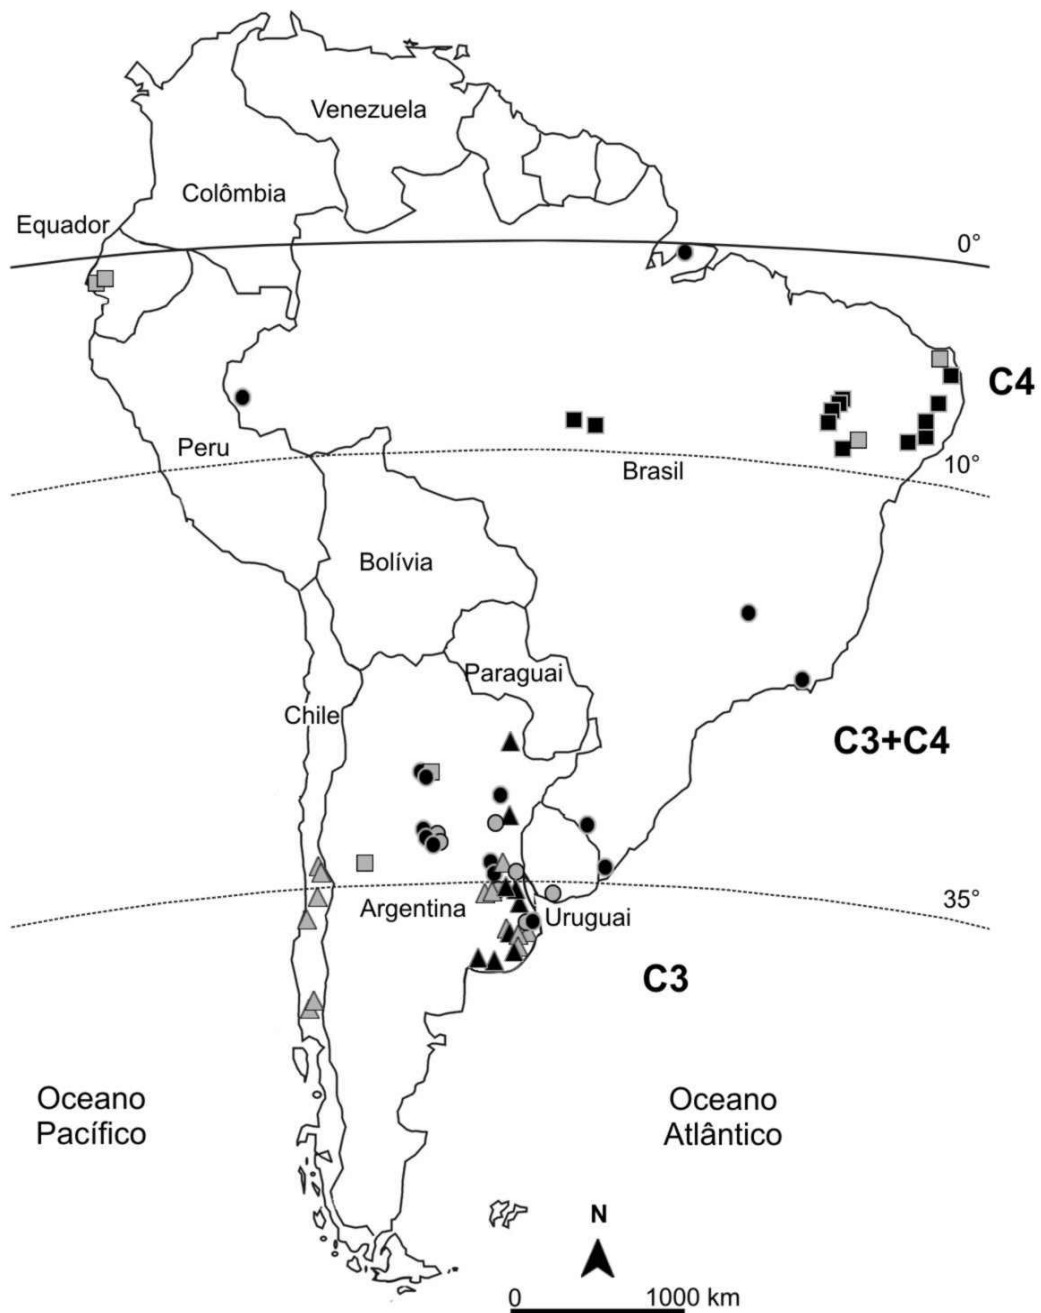 Venezuela
Colômbia
Equador
0°
C4
Peru
10°
Brasil
Bolívia
Paraguai
Chile
C3+C4
35°
Argentina
Uruguai
C3
Oceano
Pacífico
Oceano
Atlântico
N
0
1000 km